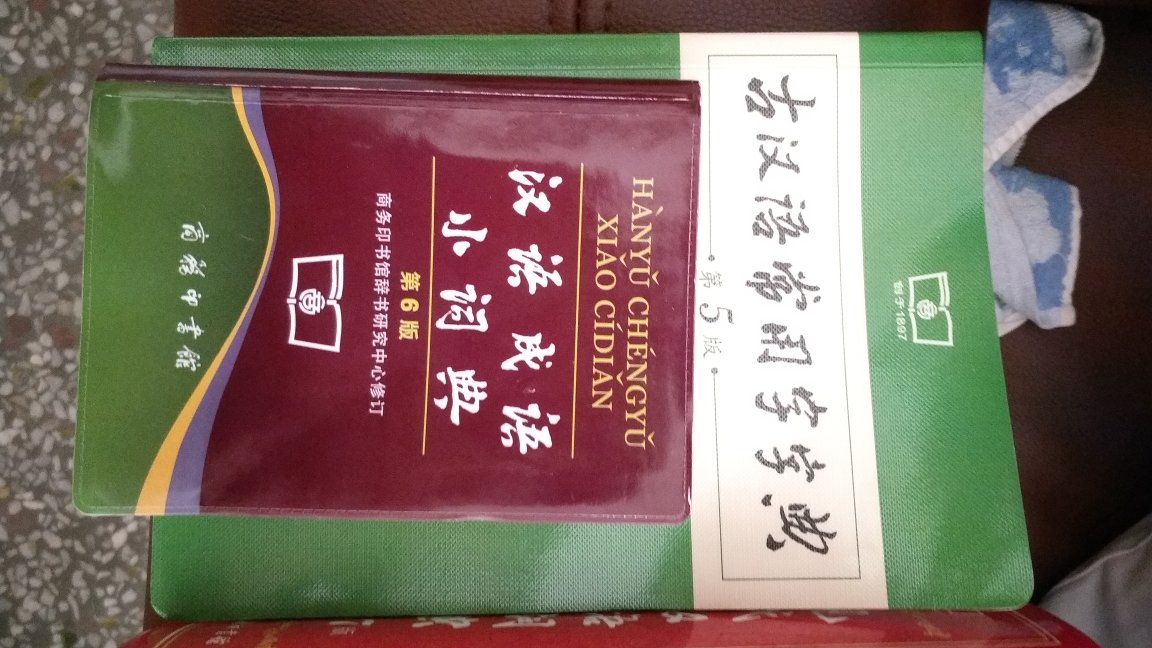 HÀNYǓ CHÉNGYǓ
XIǍO CÍDIǍN
汉语成语
小词典
第6版
商务印书馆辞书研究中心修订
商务印书馆
创于1897
古汉语常用字字典
第5版